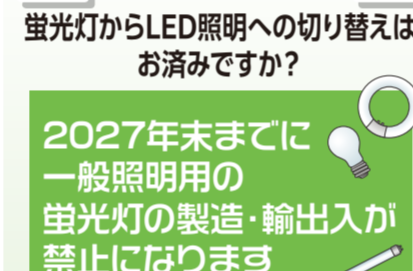 蛍光灯からLED照明への切り替えは
お済みですか？
2027年末までに
一般照明用の
蛍光灯の製造・輸出入が
禁止になります